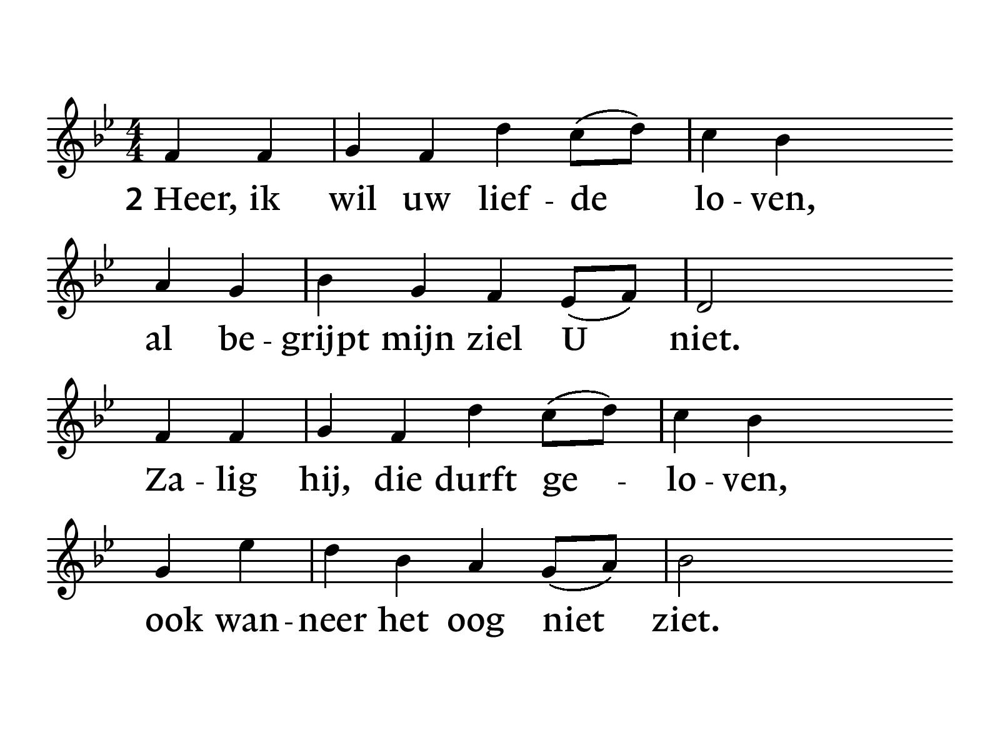 2 Heer, ik wil uw lief - de lo - ven,
al be - grijpt mijn ziel U niet.
Za - lig hij, die durft ge - lo - ven,
ook wan - neer het oog niet ziet.